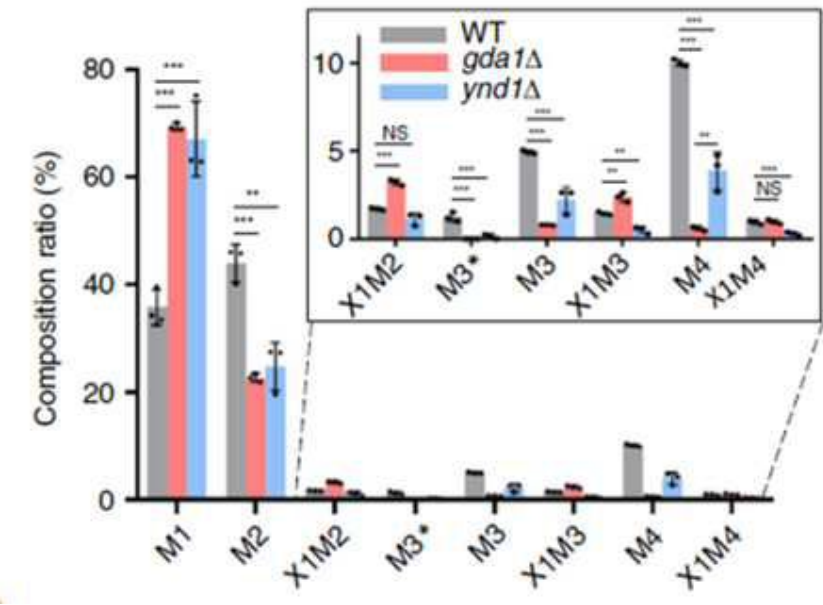 WT
gda1Δ
ynd1Δ
10
5
0
NS
***
***
***
***
***
**
**
***
***
**
***
NS
X1M2
M3*
M3
X1M3
M4
X1M4
Composition ratio (%)
80
60
40
20
0
***
***
**
***
M1
M2
X1M2
M3*
M3
X1M3
M4
X1M4